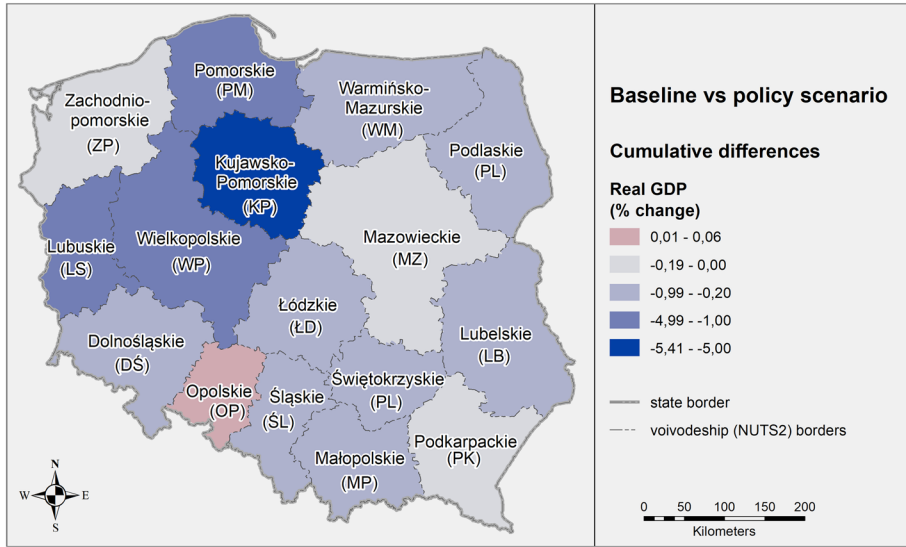 Pomorskie
(PM)
Zachodnio-
pomorskie
(ZP)
Warmińsko-
Mazurskie
(WM)
Podlaskie
(PL)
Kujawsko-
Pomorskie
(KP)
Mazowieckie
(MZ)
Lubuskie
(LS)
Wielkopolskie
(WP)
Łódzkie
(ŁD)
Lubelskie
(LB)
Dolnośląskie
(DŚ)
Opolskie
(OP)
Śląskie
(ŚL)
Świętokrzyskie
(PL)
Podkarpackie
(PK)
Małopolskie
(MP)
N
W
E
S
Baseline vs policy scenario
Cumulative differences
Real GDP
(% change)
0,01 - 0,06
-0,19 - 0,00
-0,99 - -0,20
-4,99 - -1,00
-5,41 - -5,00
state border
voivodeship (NUTS2) borders
0 50 100 150 200
Kilometers